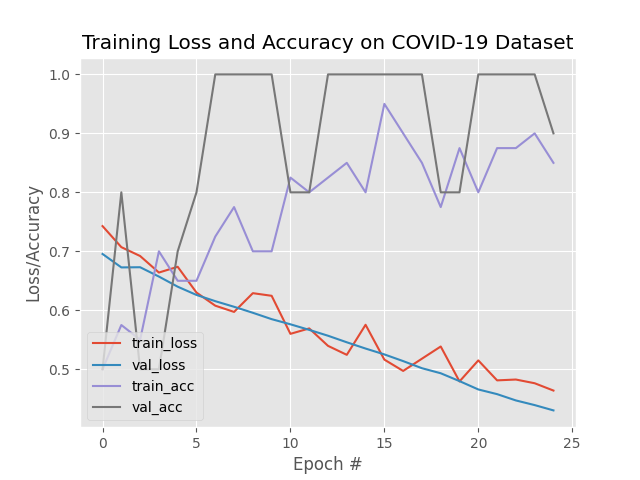 Training Loss and Accuracy on COVID-19 Dataset
1.0
0.9
0.8
0.7
0.6
0.5
Loss/Accuracy
train_loss
val_loss
train_acc
val_acc
0 5 10 15 20 25
Epoch #